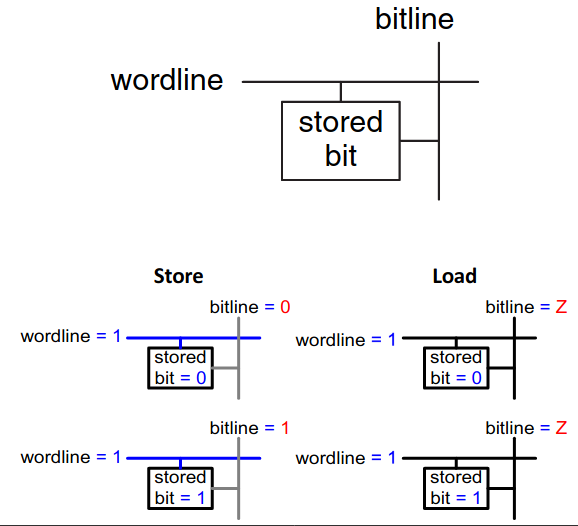 bitline
wordline
stored
bit
Store
Load
bitline = 0
bitline = Z
wordline = 1
wordline = 1
stored
bit = 0
stored
bit = 0
bitline = 1
bitline = Z
wordline = 1
wordline = 1
stored
bit = 1
stored
bit = 1